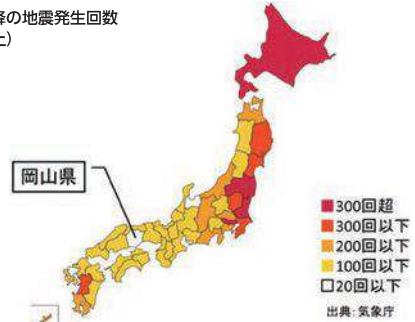 降の地震発生回数
上）
岡山県
300回超
300回以下
200回以下
100回以下
20回以下
出典：気象庁